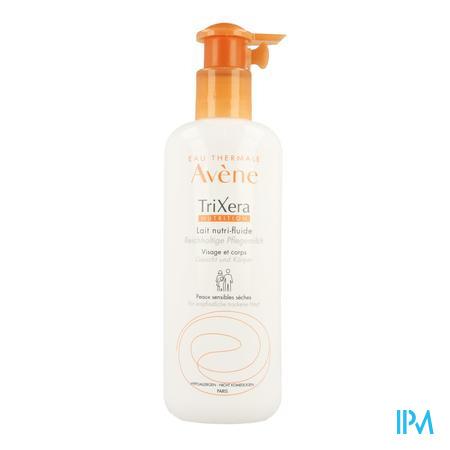 EAU THERMALE
Avène
TriXera
NUTRITION
Lait nutri-fluide
Reichhaltige Pflegemilch
Visage et corps
Gesicht und Körper
Peaux sensibles sèches
Für empfindliche trockene Haut
HYPOALLERGEN - NICHT KOMEDOGEN
PARIS
IPM